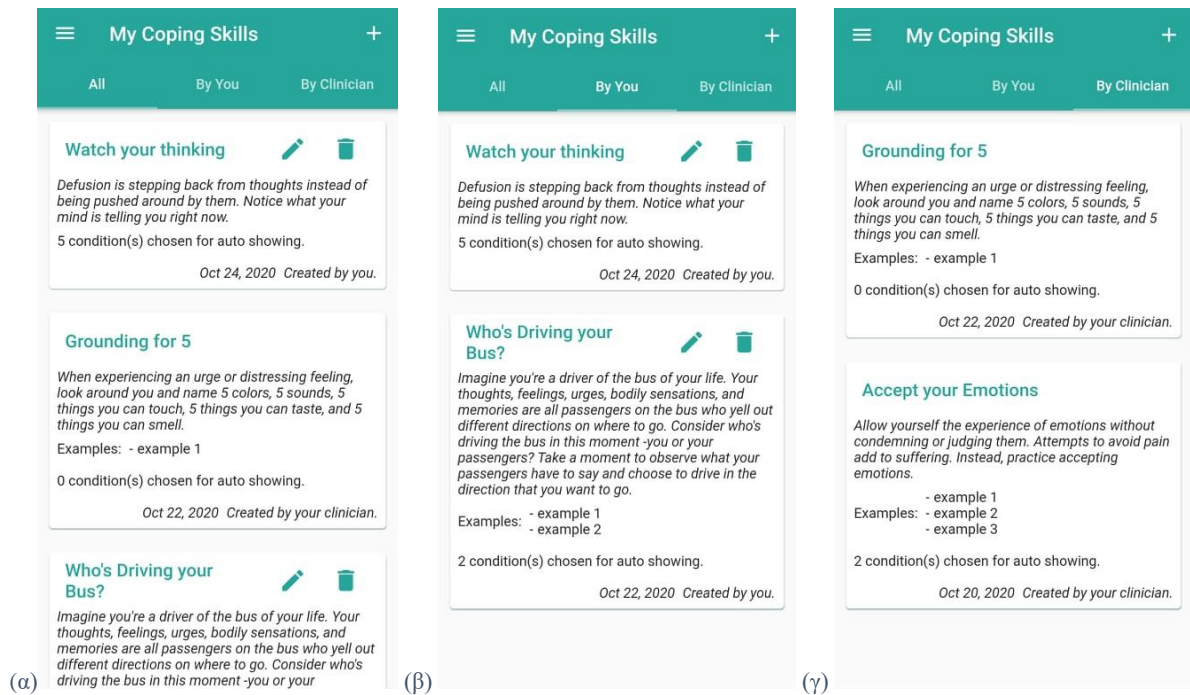 My Coping Skills
All By You By Clinician
Watch your thinking
Defusion is stepping back from thoughts instead of
being pushed around by them. Notice what your
mind is telling you right now.
5 condition(s) chosen for auto showing.
Oct 24, 2020 Created by you.
Grounding for 5
When experiencing an urge or distressing feeling,
look around you and name 5 colors, 5 sounds, 5
things you can touch, 5 things you can taste, and 5
things you can smell.
Examples: - example 1
0 condition(s) chosen for auto showing.
Oct 22, 2020 Created by your clinician.
Who's Driving your
Bus?
Imagine you're a driver of the bus of your life. Your
thoughts, feelings, urges, bodily sensations, and
memories are all passengers on the bus who yell out
different directions on where to go. Consider who's
driving the bus in this moment -you or your
(α)
My Coping Skills
All By You By Clinician
Watch your thinking
Defusion is stepping back from thoughts instead of
being pushed around by them. Notice what your
mind is telling you right now.
5 condition(s) chosen for auto showing.
Oct 24, 2020 Created by you.
Who's Driving your
Bus?
Imagine you're a driver of the bus of your life. Your
thoughts, feelings, urges, bodily sensations, and
memories are all passengers on the bus who yell out
different directions on where to go. Consider who's
driving the bus in this moment -you or your
passengers? Take a moment to observe what your
passengers have to say and choose to drive in the
direction that you want to go.
Examples: - example 1
- example 2
2 condition(s) chosen for auto showing.
Oct 22, 2020 Created by you.
(β)
My Coping Skills
All By You By Clinician
Grounding for 5
When experiencing an urge or distressing feeling,
look around you and name 5 colors, 5 sounds, 5
things you can touch, 5 things you can taste, and 5
things you can smell.
Examples: - example 1
0 condition(s) chosen for auto showing.
Oct 22, 2020 Created by your clinician.
Accept your Emotions
Allow yourself the experience of emotions without
condemning or judging them. Attempts to avoid pain
add to suffering. Instead, practice accepting
emotions.
- example 1
Examples: - example 2
- example 3
2 condition(s) chosen for auto showing.
Oct 20, 2020 Created by your clinician.
(γ)